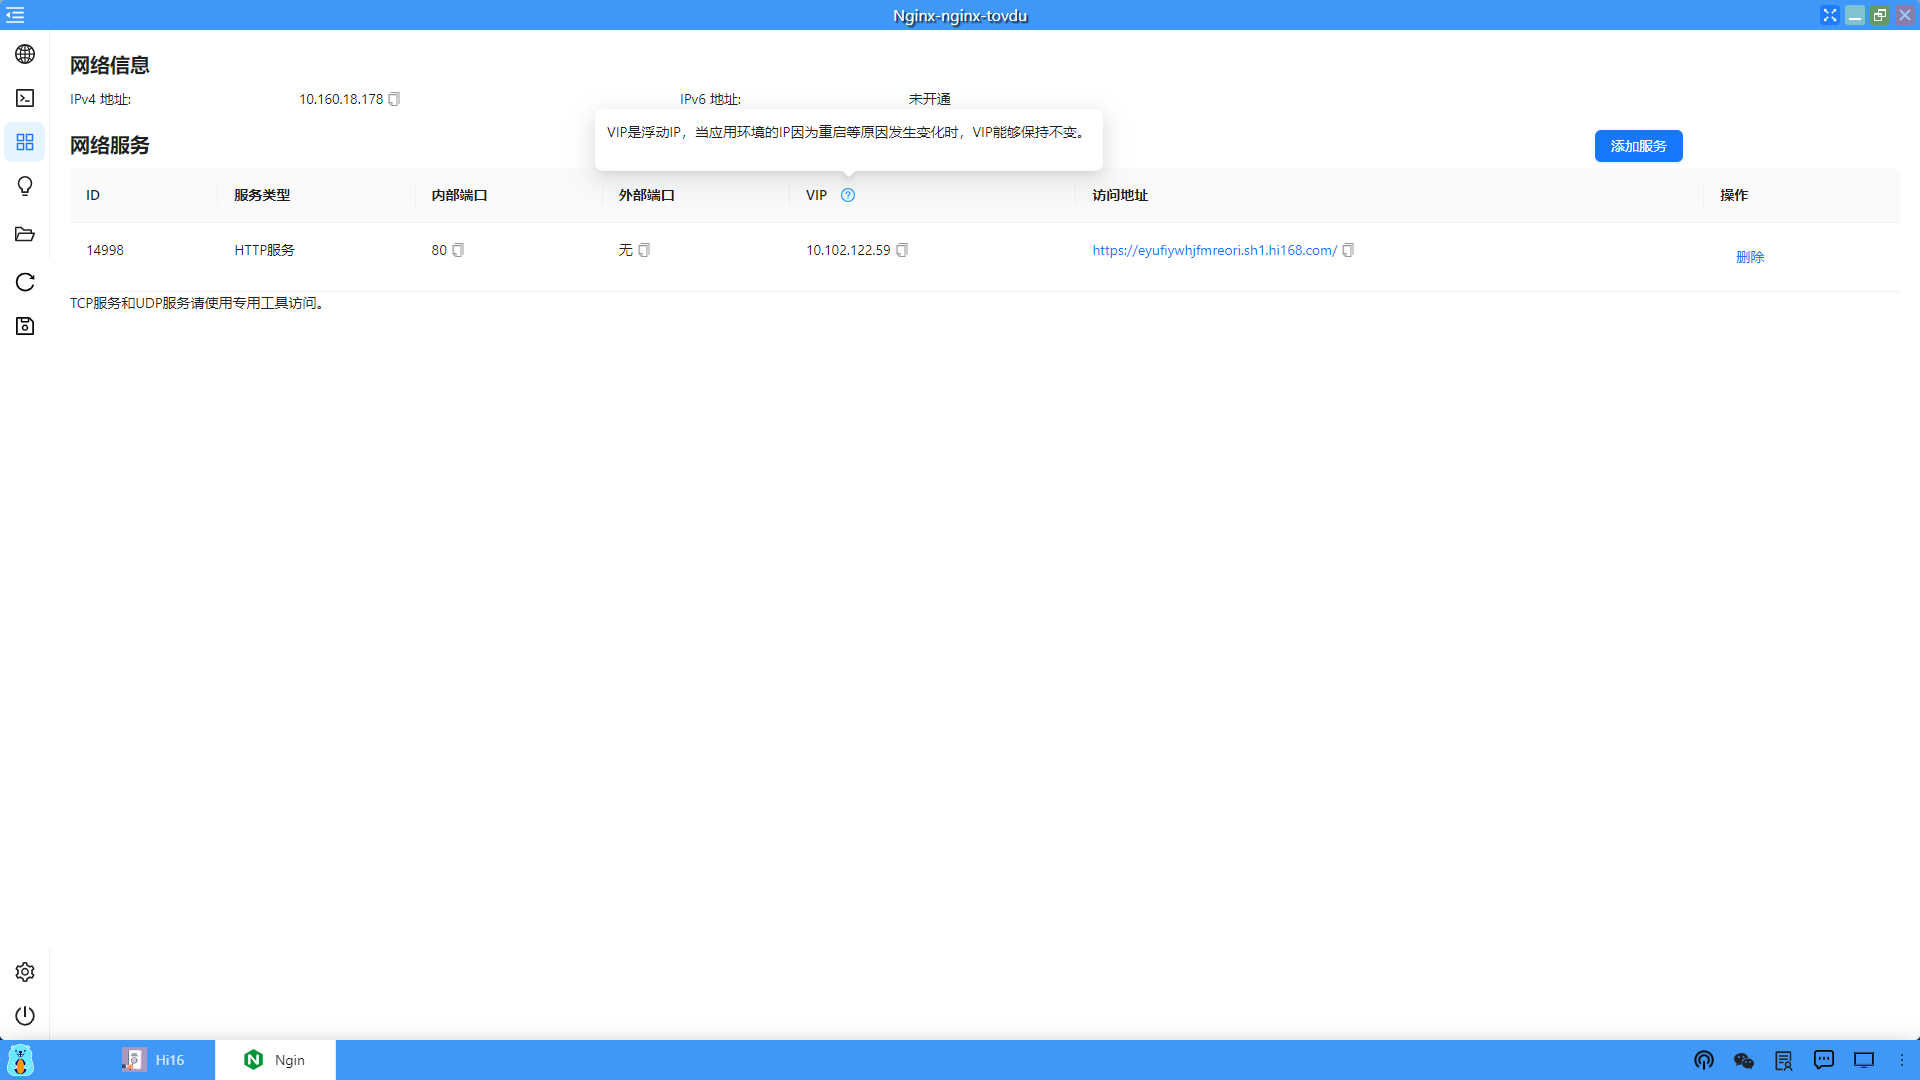 Nginx-nginx-tovdu
网络信息
IPv4 地址: 10.160.18.178 IPv6 地址: 未开通
VIP是浮动IP，当应用环境的IP因为重启等原因发生变化时，VIP能够保持不变。
网络服务 添加服务
ID 服务类型 内部端口 外部端口 VIP 访问地址 操作
14998 HTTP服务 80 无 10.102.122.59 https://eyufiywhjfmreori.sh1.hi168.com/ 删除
TCP服务和UDP服务请使用专用工具访问。
Hi16 Ngin